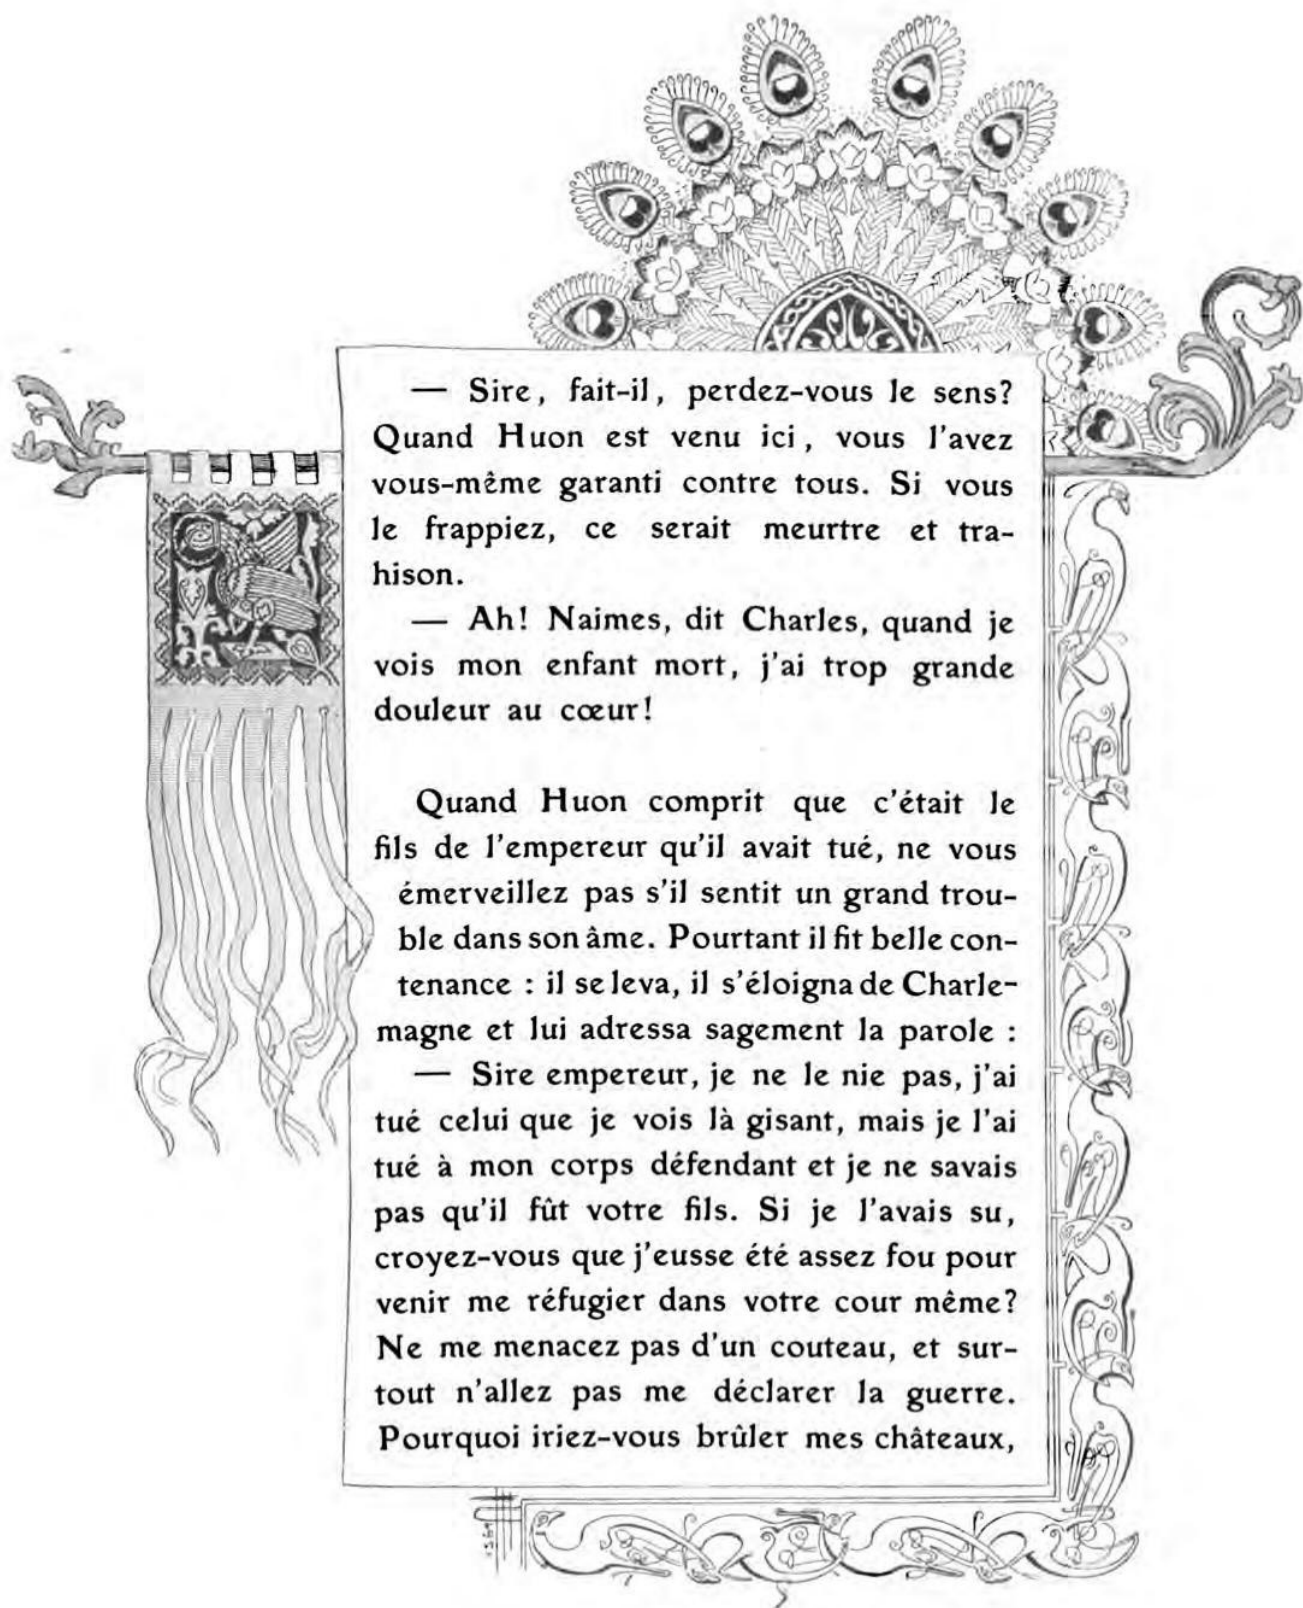 — Sire, fait-il, perdez-vous le sens?
Quand Huon est venu ici, vous l'avez
vous-même garanti contre tous. Si vous
le frappiez, ce serait meurtre et tra-
hison.
— Ah! Naimes, dit Charles, quand je
vois mon enfant mort, j'ai trop grande
douleur au cœur!
Quand Huon comprit que c'était le
fils de l'empereur qu'il avait tué, ne vous
émerveillez pas s'il sentit un grand trou-
ble dans son âme. Pourtant il fit belle con-
tenance : il se leva, il s'éloigna de Charle-
magne et lui adressa sagement la parole :
— Sire empereur, je ne le nie pas, j'ai
tué celui que je vois là gisant, mais je l'ai
tué à mon corps défendant et je ne savais
pas qu'il fût votre fils. Si je l'avais su,
croyez-vous que j'eusse été assez fou pour
venir me réfugier dans votre cour même?
Ne me menacez pas d'un couteau, et sur-
tout n'allez pas me déclarer la guerre.
Pourquoi iriez-vous brûler mes châteaux,